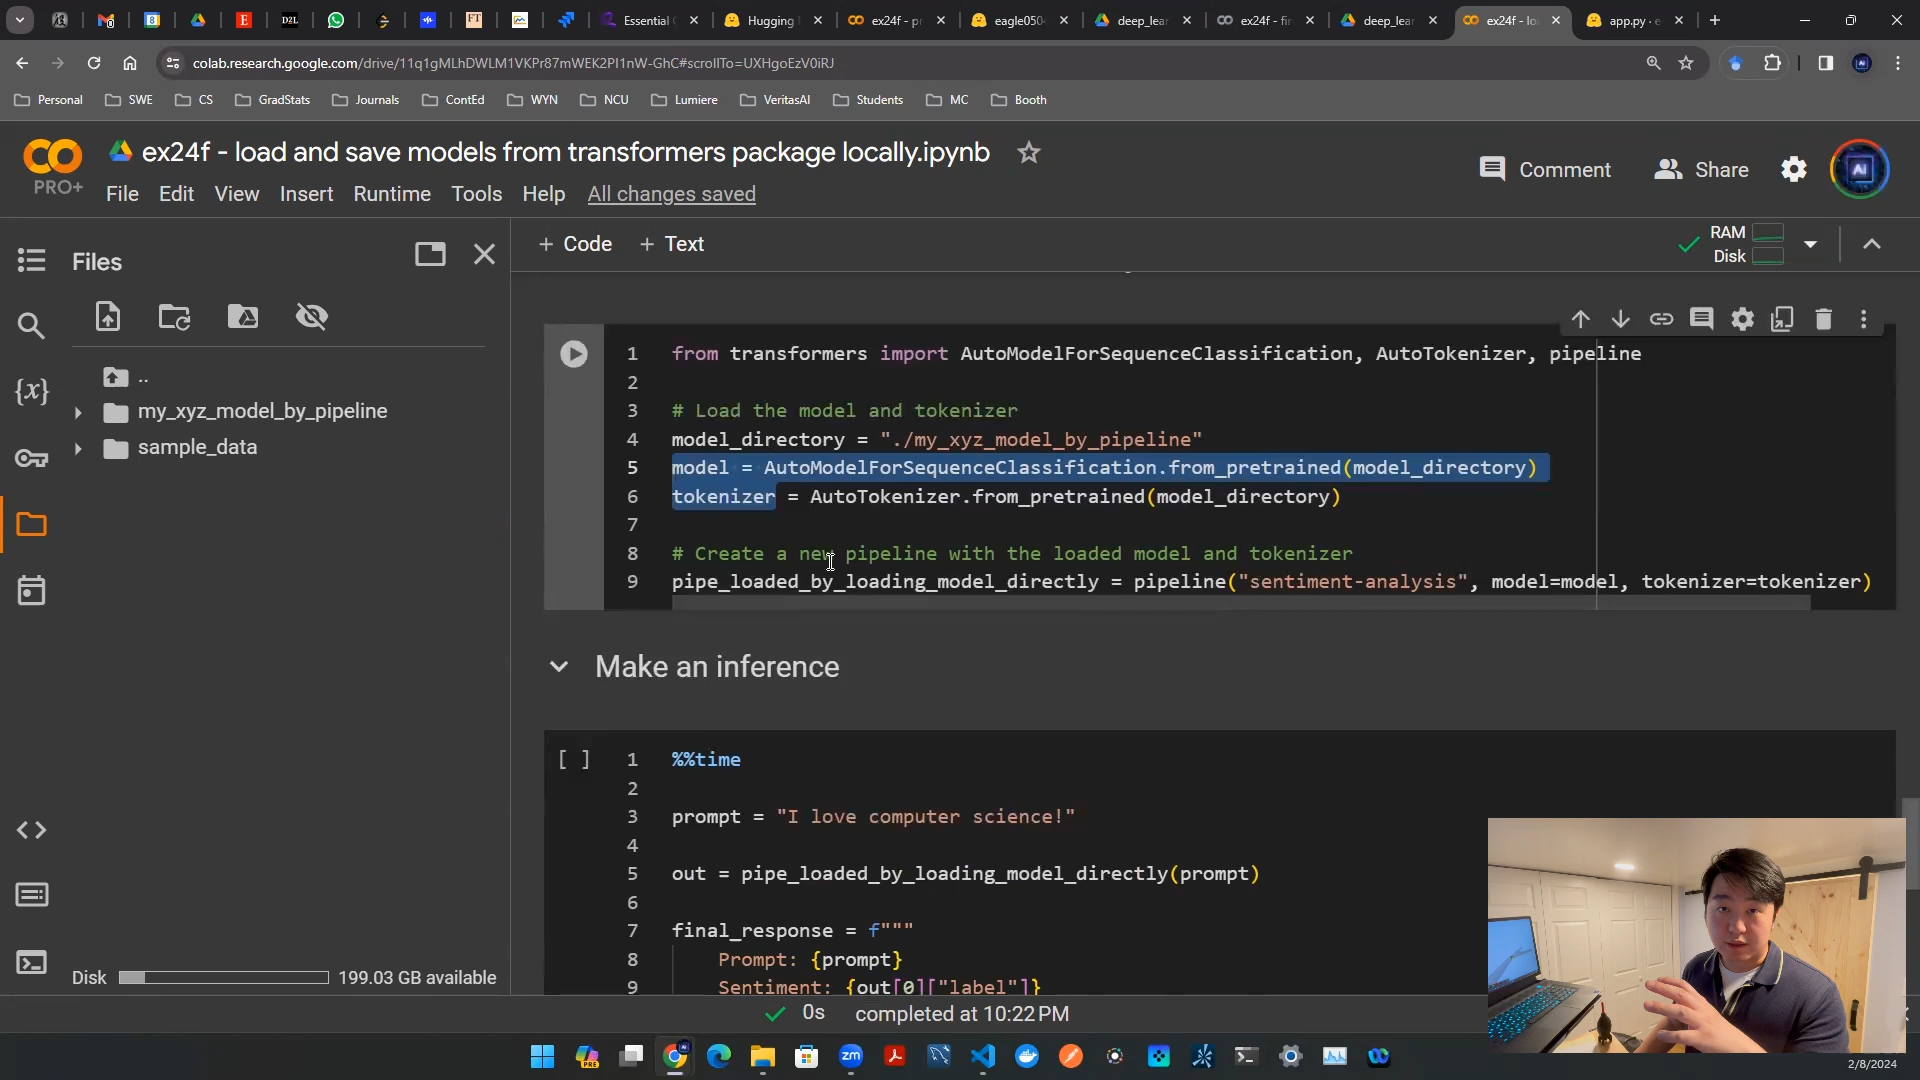 Essential
Hugging
ex24f - pr
eagle050
deep_lear
ex24f - fir
deep_lear
ex24f - lo
app.py · e
colab.research.google.com/drive/11q1gMLhDWLM1VKPr87mWEK2PI1nW-GhC#scrollTo=UXHgoEzV0iRJ
Personal SWE CS GradStats Journals ContEd WYN NCU Lumiere VeritasAI Students MC Booth
ex24f - load and save models from transformers package locally.ipynb
PRO+
File Edit View Insert Runtime Tools Help All changes saved
Comment Share
Files
+ Code + Text
RAM
Disk
..
my_xyz_model_by_pipeline
sample_data
1 from transformers import AutoModelForSequenceClassification, AutoTokenizer, pipeline
2
3 # Load the model and tokenizer
4 model_directory = "./my_xyz_model_by_pipeline"
5 model = AutoModelForSequenceClassification.from_pretrained(model_directory)
6 tokenizer = AutoTokenizer.from_pretrained(model_directory)
7
8 # Create a new pipeline with the loaded model and tokenizer
9 pipe_loaded_by_loading_model_directly = pipeline("sentiment-analysis", model=model, tokenizer=tokenizer)
Make an inference
[ ] 1 %%time
2
3 prompt = "I love computer science!"
4
5 out = pipe_loaded_by_loading_model_directly(prompt)
6
7 final_response = f"""
8 Prompt: {prompt}
9 Sentiment: {out[0]["label"]}
Disk 199.03 GB available
0s completed at 10:22 PM
2/8/2024